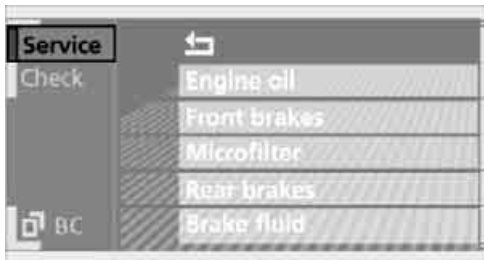 Service
Check
Engine oil
Front brakes
Microfilter
Rear brakes
Brake fluid
BC